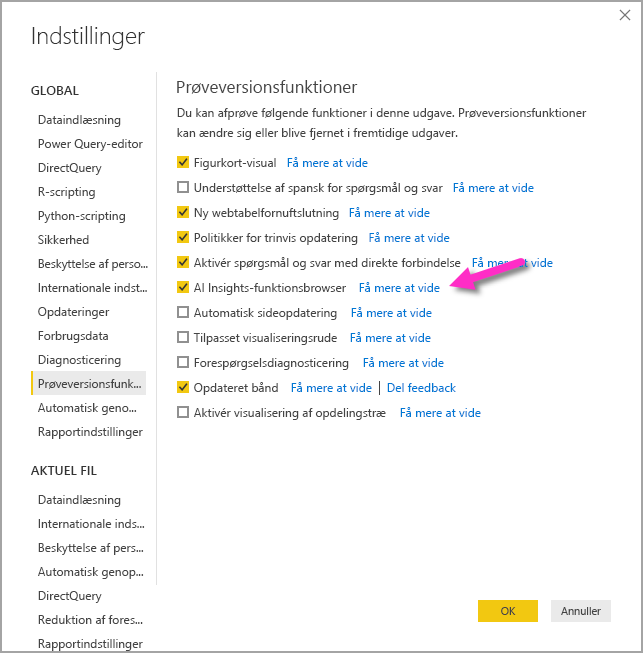 Indstillinger
GLOBAL
Dataindlæsning
Power Query-editor
DirectQuery
R-scripting
Python-scripting
Sikkerhed
Beskyttelse af perso...
Internationale indst...
Opdateringer
Forbrugsdata
Diagnosticering
Prøveversionsfunk...
Automatisk geno...
Rapportindstillinger
AKTUEL FIL
Dataindlæsning
Internationale inds...
Beskyttelse af pers...
Automatisk genop...
DirectQuery
Reduktion af fores...
Rapportindstillinger
Prøveversionsfunktioner
Du kan afprøve følgende funktioner i denne udgave. Prøveversionsfunktioner
kan ændre sig eller blive fjernet i fremtidige udgaver.
Figurkort-visual Få mere at vide
Understøttelse af spansk for spørgsmål og svar Få mere at vide
Ny webtabelfornuftslutning Få mere at vide
Politikker for trinvis opdatering Få mere at vide
Aktivér spørgsmål og svar med direkte forbindelse Få mere at vide
AI Insights-funktionsbrowser Få mere at vide
Automatisk sideopdatering Få mere at vide
Tilpasset visualiseringsrude Få mere at vide
Forespørgselsdiagnosticering Få mere at vide
Opdateret bånd Få mere at vide | Del feedback
Aktivér visualisering af opdelingstræ Få mere at vide
OK Annuller